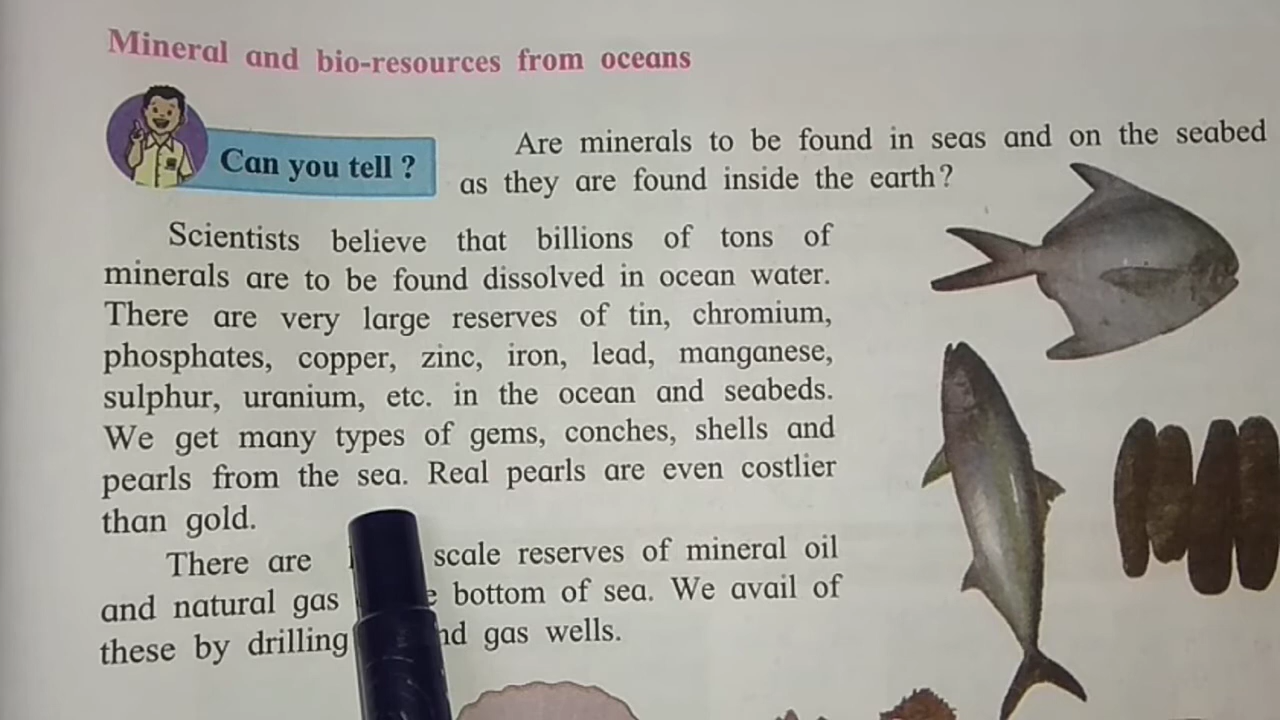 Mineral and bio-resources from oceans
Can you tell ?
Are minerals to be found in seas and on the seabed
as they are found inside the earth?
Scientists believe that billions of tons of
minerals are to be found dissolved in ocean water.
There are very large reserves of tin, chromium,
phosphates, copper, zinc, iron, lead, manganese,
sulphur, uranium, etc. in the ocean and seabeds.
We get many types of gems, conches, shells and
pearls from the sea. Real pearls are even costlier
than gold.
There are scale reserves of mineral oil
and natural gas bottom of sea. We avail of
these by drilling gas wells.